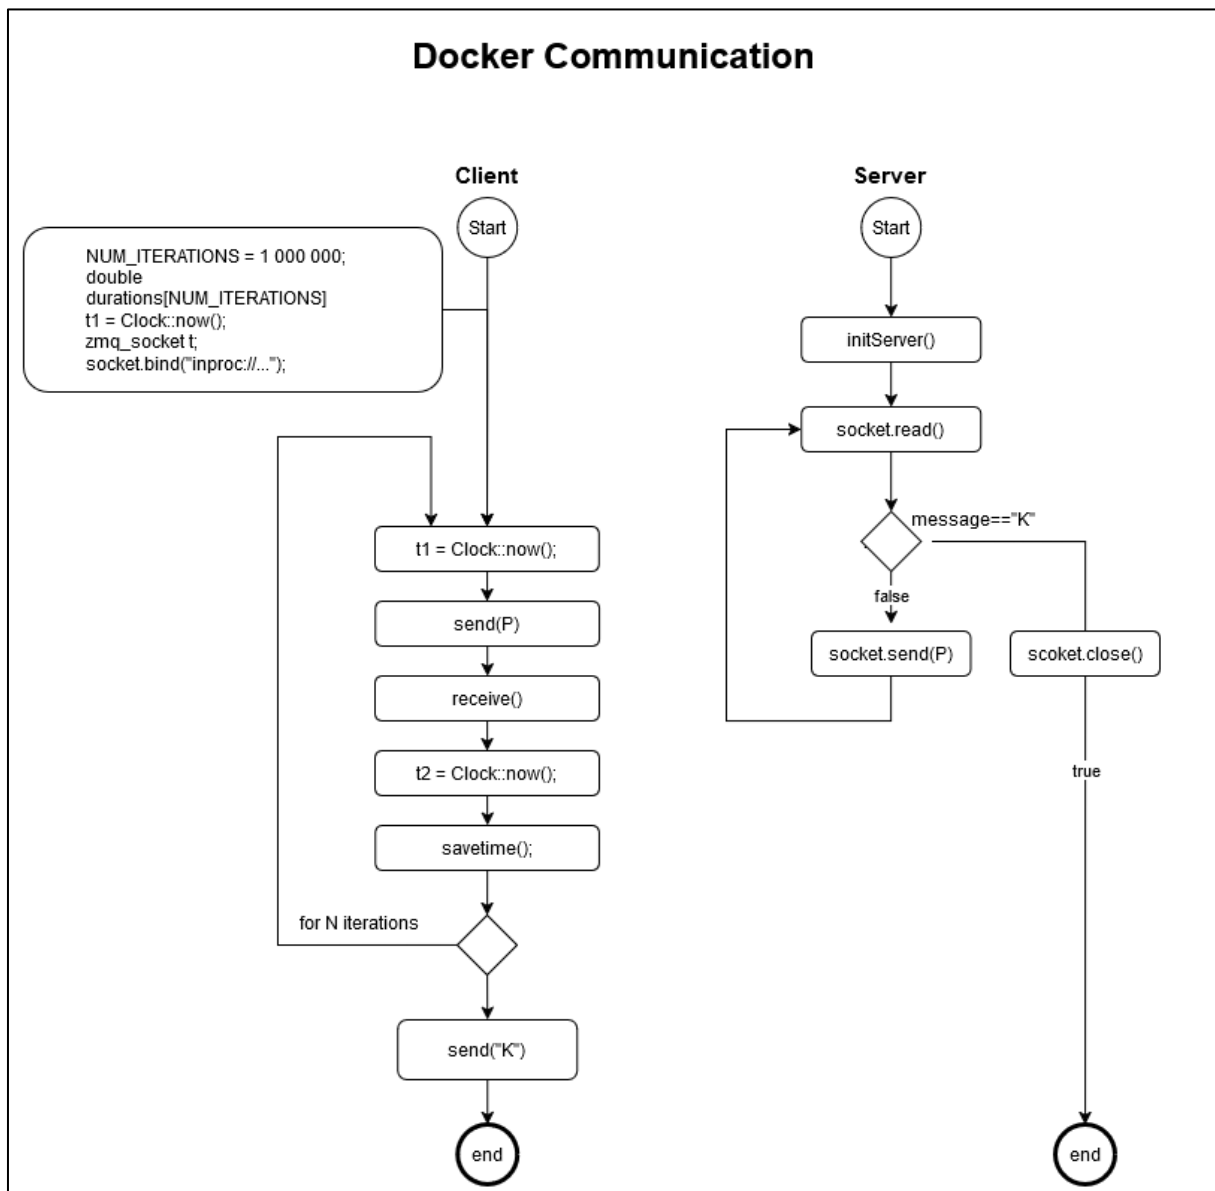 Docker Communication
Client
Start
NUM_ITERATIONS = 1 000 000;
double
durations[NUM_ITERATIONS]
t1 = Clock::now();
zmq_socket t;
socket.bind("inproc://...");
t1 = Clock::now();
send(P)
receive()
t2 = Clock::now();
savetime();
for N iterations
send("K")
end
Server
Start
initServer()
socket.read()
message=="K"
false
socket.send(P)
scoket.close()
true
end